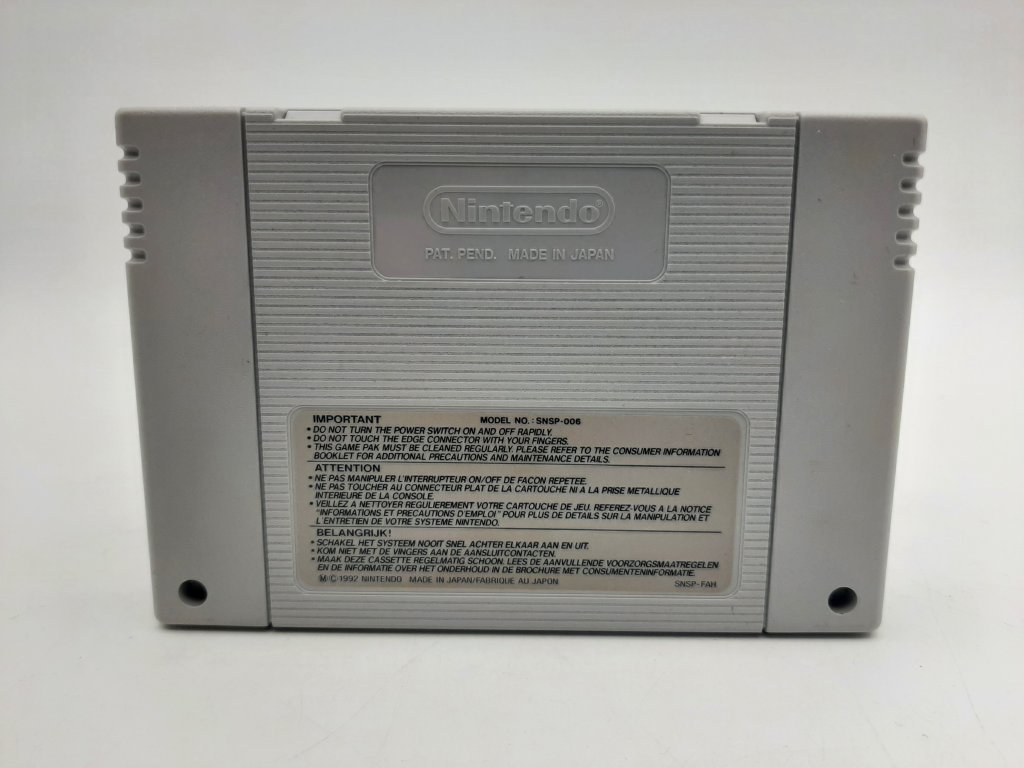 Nintendo®
PAT. PEND. MADE IN JAPAN
IMPORTANT MODEL NO.: SNSP-006
• DO NOT TURN THE POWER SWITCH ON AND OFF RAPIDLY.
• DO NOT TOUCH THE EDGE CONNECTOR WITH YOUR FINGERS.
• THIS GAME PAK MUST BE CLEANED REGULARLY. PLEASE REFER TO THE CONSUMER INFORMATION
BOOKLET FOR ADDITIONAL PRECAUTIONS AND MAINTENANCE DETAILS.
ATTENTION
• NE PAS MANIPULER L'INTERRUPTEUR ON/OFF DE FACON REPETEE.
• NE PAS TOUCHER AU CONNECTEUR PLAT DE LA CARTOUCHE NI A LA PRISE METALLIQUE
INTERIEURE DE LA CONSOLE.
• VEILLEZ A NETTOYER REGULIEREMENT VOTRE CARTOUCHE DE JEU. REFEREZ-VOUS A LA NOTICE
"INFORMATIONS ET PRECAUTIONS D'EMPLOI" POUR PLUS DE DETAILS SUR LA MANIPULATION ET
L'ENTRETIEN DE VOTRE SYSTEME NINTENDO.
BELANGRIJK!
• SCHAKEL HET SYSTEEM NOOIT SNEL ACHTER ELKAAR AAN EN UIT.
• KOM NIET MET DE VINGERS AAN DE AANSLUITCONTACTEN.
• MAAK DEZE CASSETTE REGELMATIG SCHOON. LEES DE AANVULLENDE VOORZORGSMAATREGELEN
EN DE INFORMATIE OVER HET ONDERHOUD IN DE BROCHURE MET CONSUMENTENINFORMATIE.
M © 1992 NINTENDO MADE IN JAPAN/FABRIQUE AU JAPON SNSP-FAH